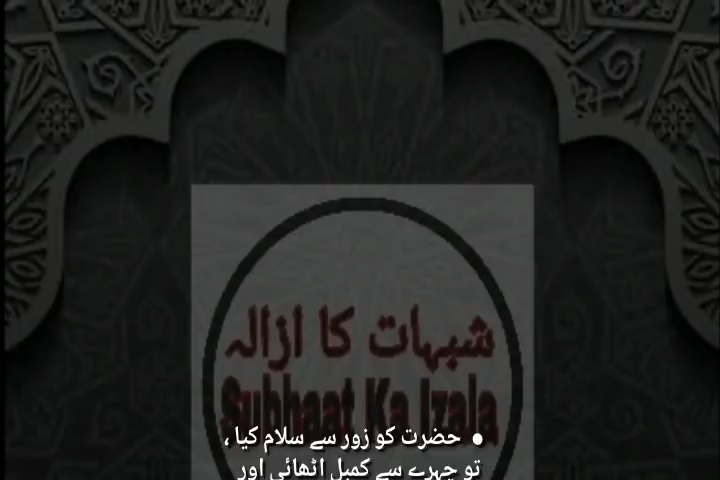 شبہات کا ازالہ
Subhaat Ka Izala
• حضرت کو زور سے سلام کیا ،
تو چہرے سے کمبل اٹھائی اور